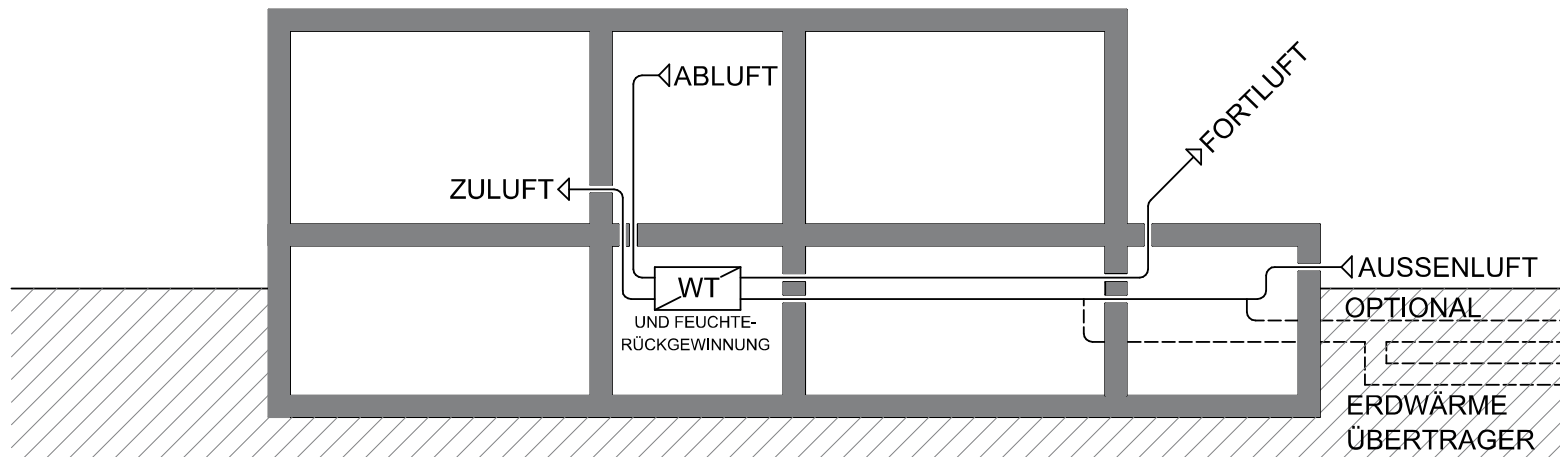 ABLUFT
FORTLUFT
ZULUFT
WT
UND FEUCHTE-
RÜCKGEWINNUNG
AUSSENLUFT
OPTIONAL
ERDWÄRME
ÜBERTRAGER